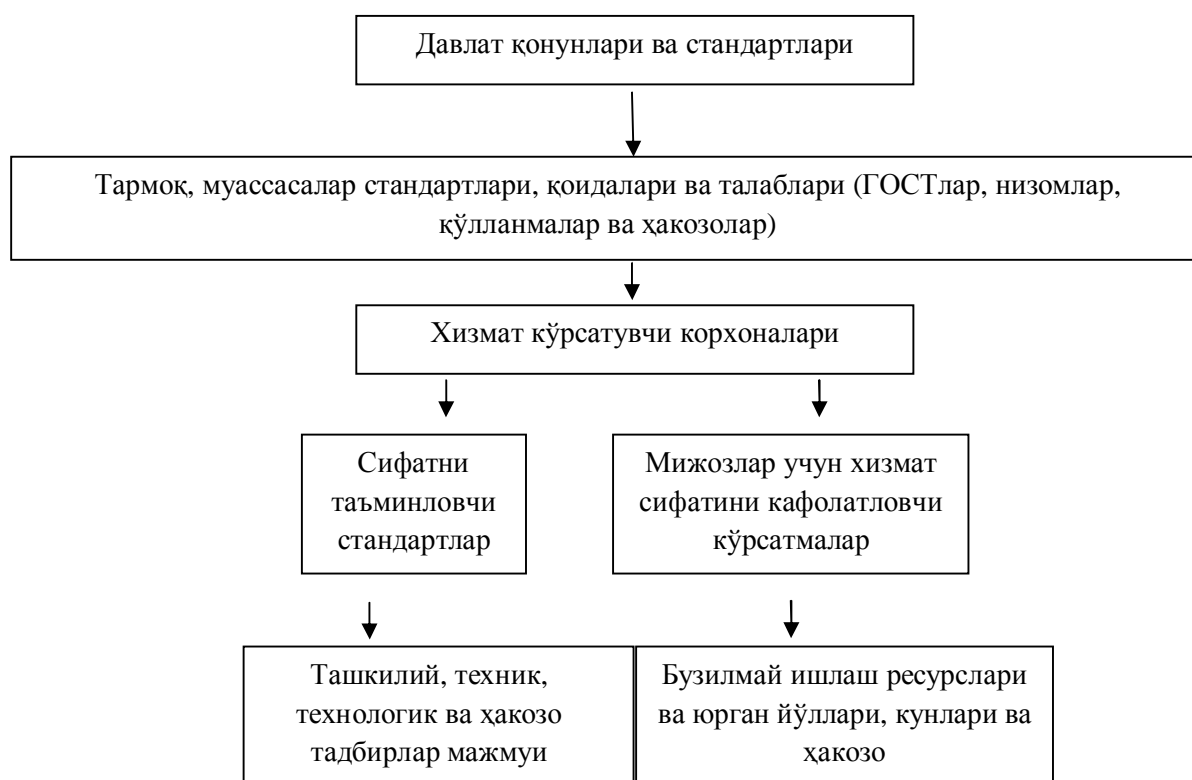 Давлат қонунлари ва стандартлари
Тармоқ, муассасалар стандартлари, қоидалари ва талаблари (ГОСТлар, низомлар,
қўлланмалар ва ҳакозолар)
Хизмат кўрсатувчи корхоналари
Сифатни
таъминловчи
стандартлар
Мижозлар учун хизмат
сифатини кафолатловчи
кўрсатмалар
Ташкилий, техник,
технологик ва ҳакозо
тадбирлар мажмуи
Бузилмай ишлаш ресурслари
ва юрган йўллари, кунлари ва
ҳакозо